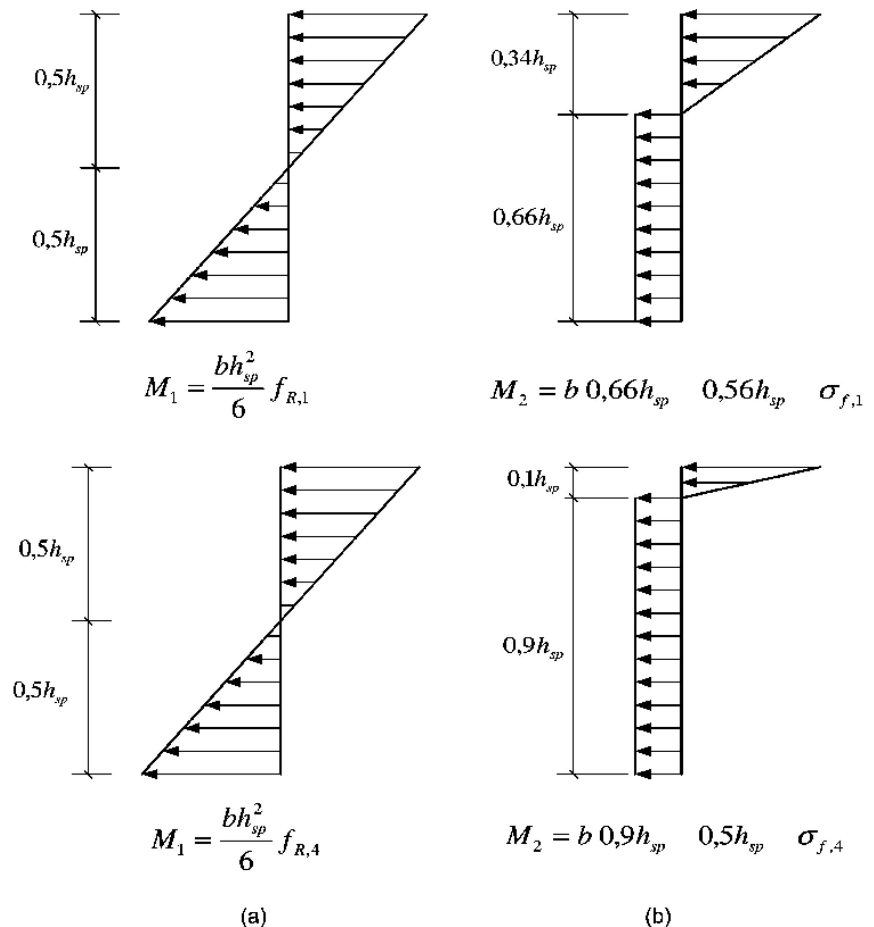 0,5h_sp
0,5h_sp
0,34h_sp
0,66h_sp
M_1 = bh_sp^2/6 f_R,1
M_2 = b 0,66h_sp 0,56h_sp σ_f,1
0,5h_sp
0,5h_sp
0,1h_sp
0,9h_sp
M_1 = bh_sp^2/6 f_R,4
M_2 = b 0,9h_sp 0,5h_sp σ_f,4
(a)
(b)